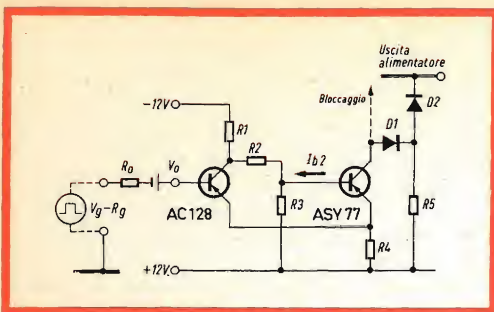 Uscita
alimentatore
-12V
R1
Bloccaggio
D1
D2
R2
Ib2
Ro
Vo
Vg-Rg
AC128
R3
ASY77
R4
R5
+12V